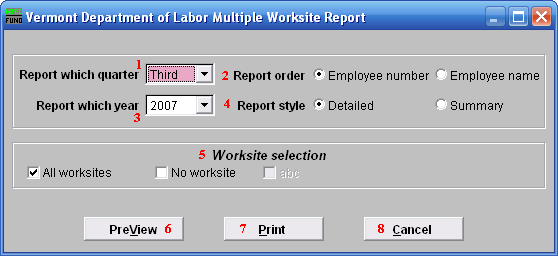 FUND Vermont Department of Labor Multiple Worksite Report
1
Report which quarter Third 2 Report order Employee number Employee name
Report which year 2007 4 Report style Detailed Summary
3
5 Worksite selection
All worksites No worksite abc
PreView 6 7 Print 8 Cancel